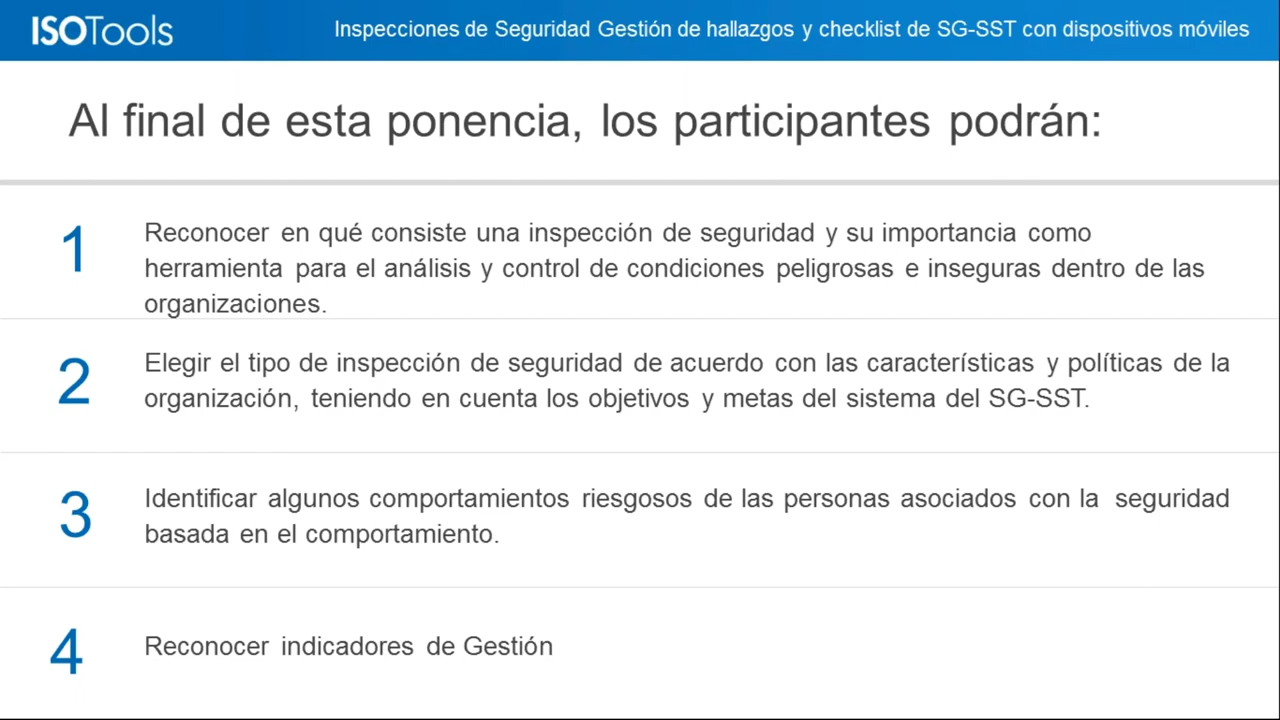 ISOTools
Inspecciones de Seguridad Gestión de hallazgos y checklist de SG-SST con dispositivos móviles
Al final de esta ponencia, los participantes podrán:
1
Reconocer en qué consiste una inspección de seguridad y su importancia como
herramienta para el análisis y control de condiciones peligrosas e inseguras dentro de las
organizaciones.
2
Elegir el tipo de inspección de seguridad de acuerdo con las características y políticas de la
organización, teniendo en cuenta los objetivos y metas del sistema del SG-SST.
3
Identificar algunos comportamientos riesgosos de las personas asociados con la seguridad
basada en el comportamiento.
4
Reconocer indicadores de Gestión